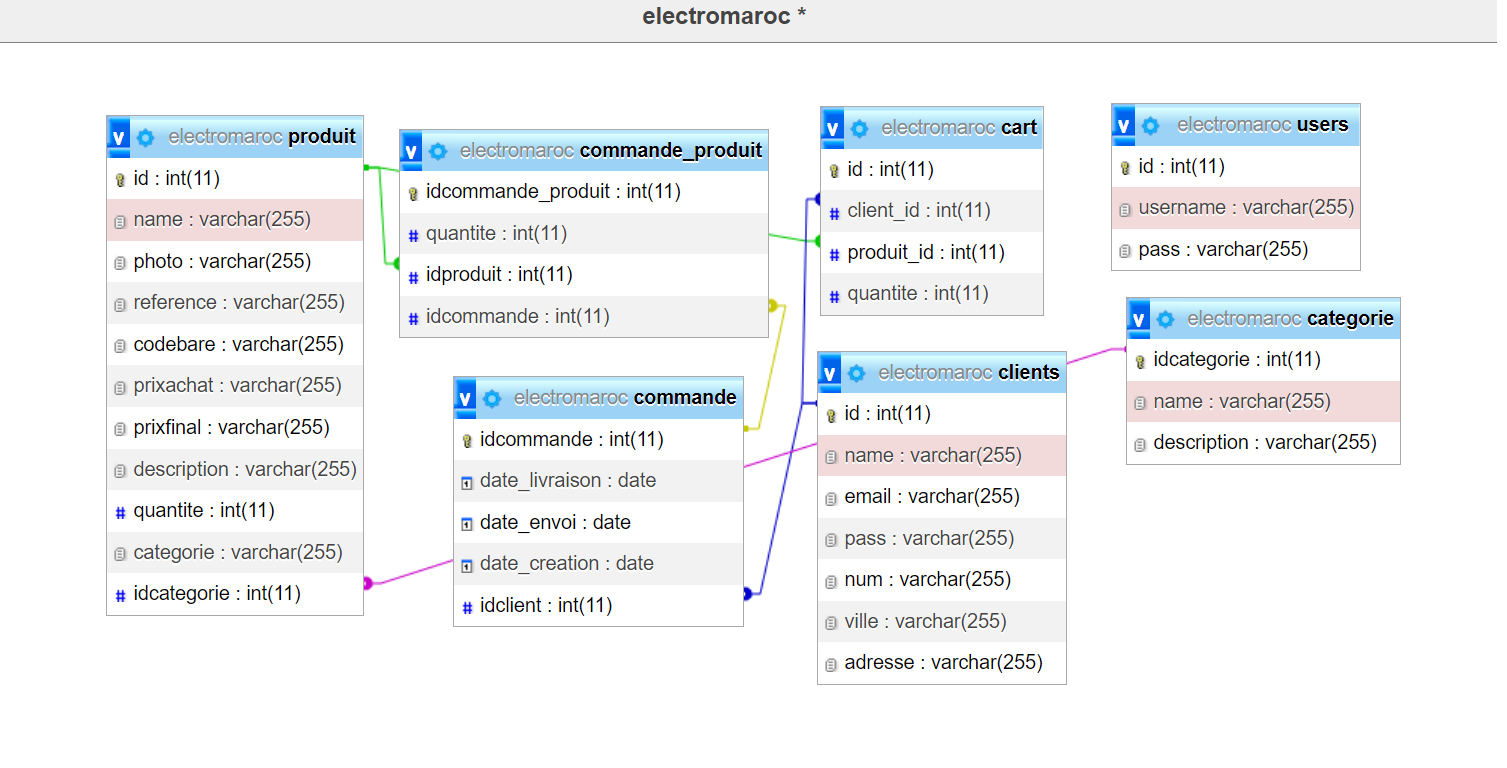 electromaroc *
electromaroc produit
id : int(11)
name : varchar(255)
photo : varchar(255)
reference : varchar(255)
codebare : varchar(255)
prixachat : varchar(255)
prixfinal : varchar(255)
description : varchar(255)
quantite : int(11)
categorie : varchar(255)
idcategorie : int(11)
electromaroc commande_produit
idcommande_produit : int(11)
quantite : int(11)
idproduit : int(11)
idcommande : int(11)
electromaroc commande
idcommande : int(11)
date_livraison : date
date_envoi : date
date_creation : date
idclient : int(11)
electromaroc cart
id : int(11)
client_id : int(11)
produit_id : int(11)
quantite : int(11)
electromaroc clients
id : int(11)
name : varchar(255)
email : varchar(255)
pass : varchar(255)
num : varchar(255)
ville : varchar(255)
adresse : varchar(255)
electromaroc users
id : int(11)
username : varchar(255)
pass : varchar(255)
electromaroc categorie
idcategorie : int(11)
name : varchar(255)
description : varchar(255)